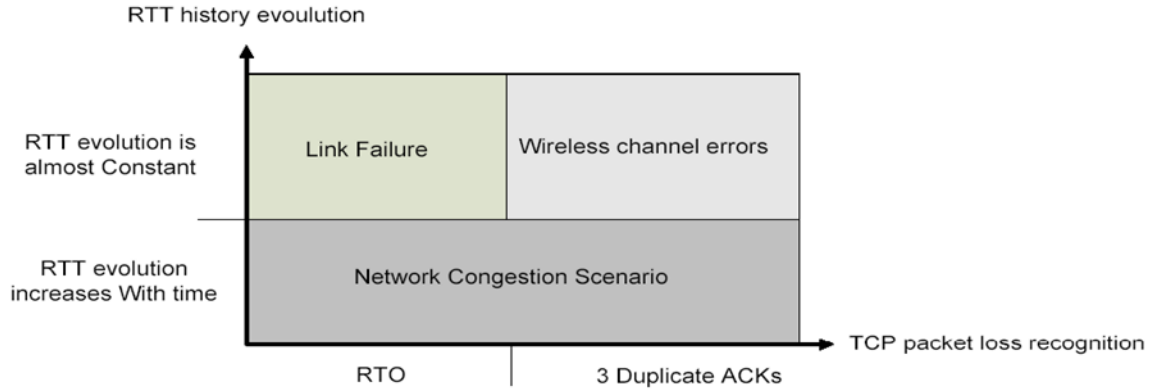 RTT history evoulution
RTT evolution is
almost Constant
Link Failure
Wireless channel errors
RTT evolution
increases With time
Network Congestion Scenario
TCP packet loss recognition
RTO
3 Duplicate ACKs